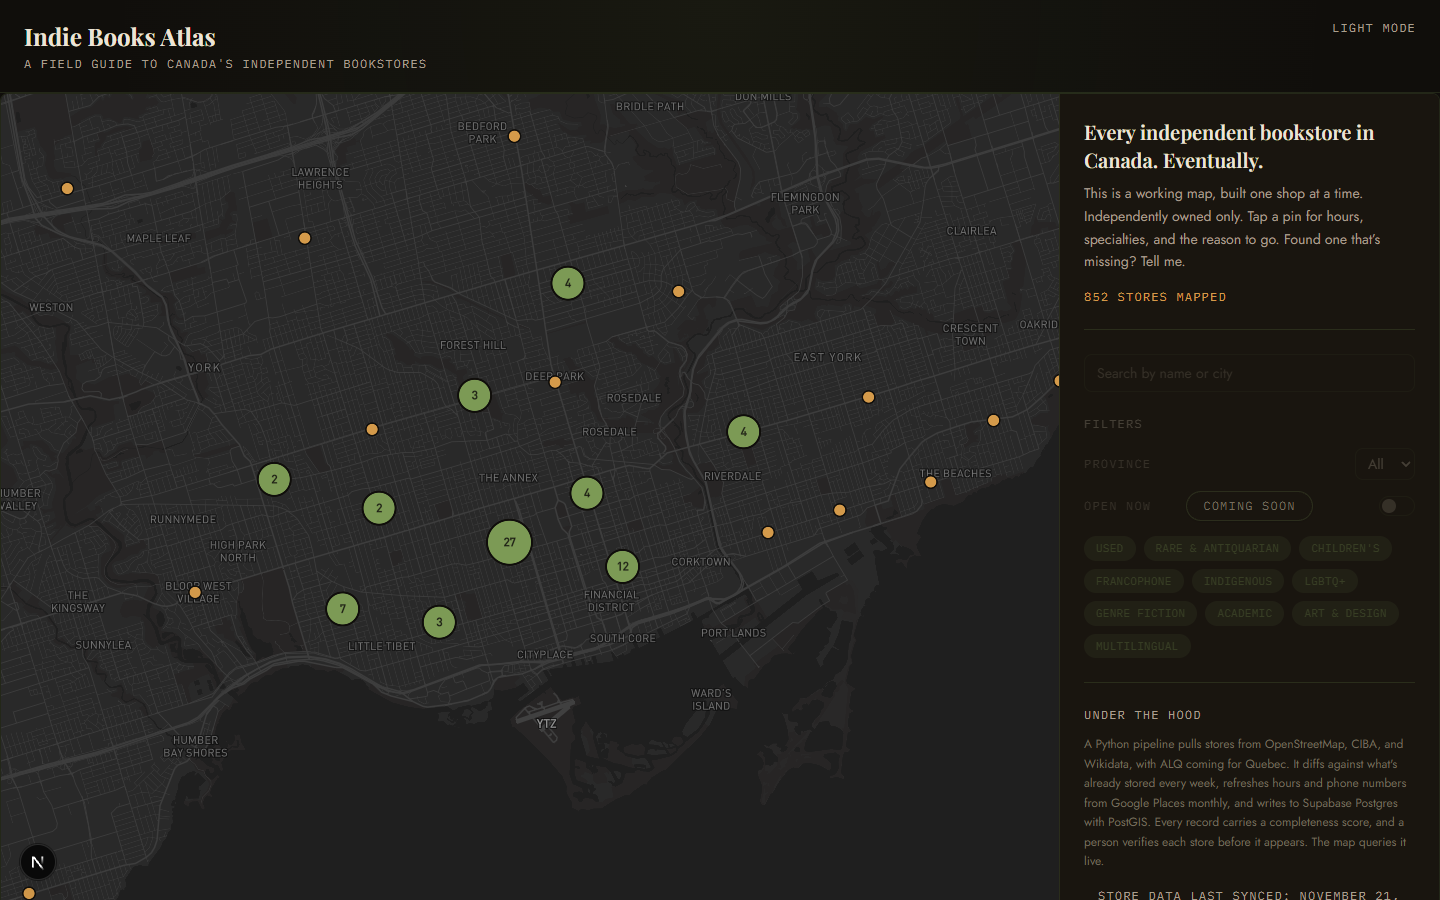 Indie Books Atlas
A FIELD GUIDE TO CANADA'S INDEPENDENT BOOKSTORES
LIGHT MODE
DON MILLS
BRIDLE PATH
BEDFORD
PARK
LAWRENCE
HEIGHTS
FLEMINGDON
PARK
CLAIRLEA
MAPLE LEAF
4
WESTON
CRESCENT
TOWN
OAKRID
FOREST HILL
EAST YORK
YORK
DEER PARK
3
ROSEDALE
ROSEDALE
4
THE ANNEX
RIVERDALE
THE BEACHES
2
4
HUMBER
VALLEY
2
RUNNYMEDE
27
HIGH PARK
NORTH
12
CORKTOWN
BLOOR WEST
VILLAGE
THE
KINGSWAY
FINANCIAL
DISTRICT
7
3
SUNNYLEA
LITTLE TIBET
SOUTH CORE
PORT LANDS
CITYPLACE
WARD'S
ISLAND
YTZ
HUMBER
BAY SHORES
N
Every independent bookstore in
Canada. Eventually.
This is a working map, built one shop at a time.
Independently owned only. Tap a pin for hours,
specialties, and the reason to go. Found one that's
missing? Tell me.
852 STORES MAPPED
Search by name or city
FILTERS
PROVINCE
All
OPEN NOW
COMING SOON
USED
RARE & ANTIQUARIAN
CHILDREN'S
FRANCOPHONE
INDIGENOUS
LGBTQ+
GENRE FICTION
ACADEMIC
ART & DESIGN
MULTILINGUAL
UNDER THE HOOD
A Python pipeline pulls stores from OpenStreetMap, CIBA, and
Wikidata, with ALQ coming for Quebec. It diffs against what's
already stored every week, refreshes hours and phone numbers
from Google Places monthly, and writes to Supabase Postgres
with PostGIS. Every record carries a completeness score, and a
person verifies each store before it appears. The map queries it
live.
STORE DATA LAST SYNCED: NOVEMBER 21,